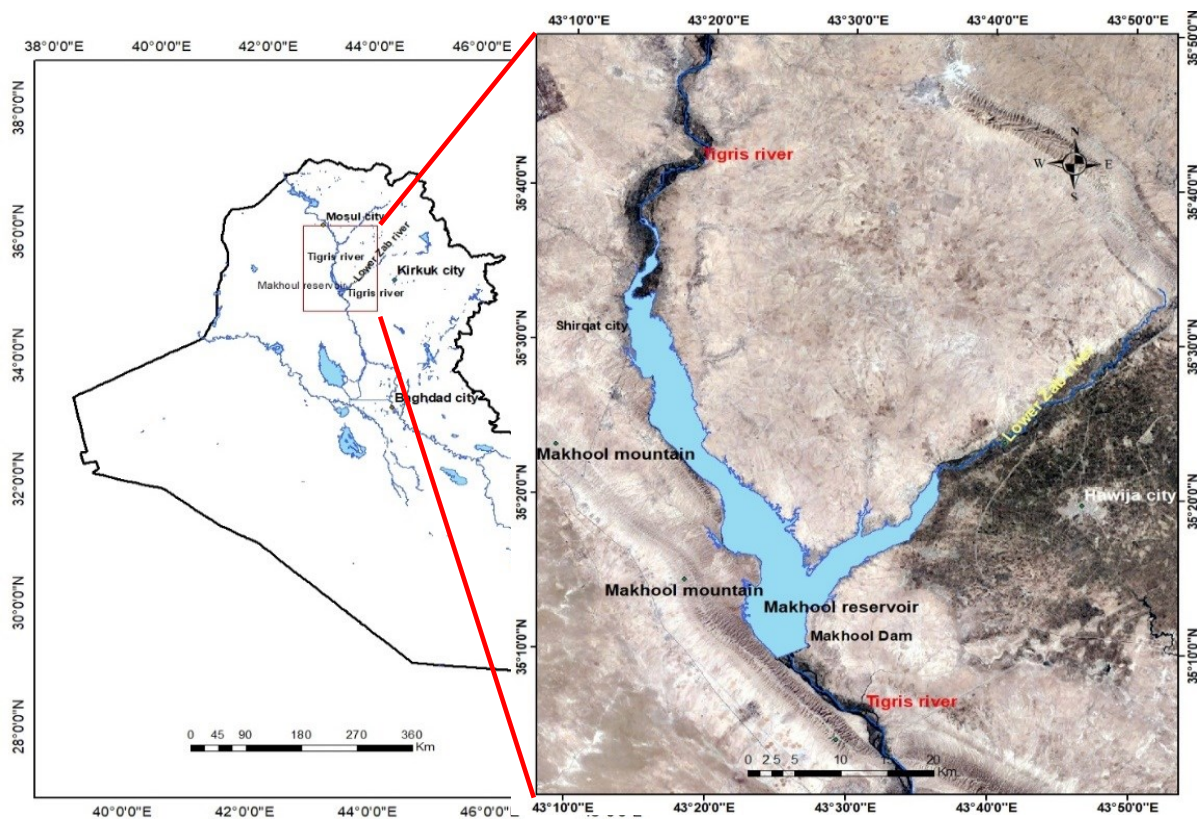 38°0'0"E 40°0'0"E 42°0'0"E 44°0'0"E 46°0'0"E
38°0'0"N
36°0'0"N
34°0'0"N
32°0'0"N
30°0'0"N
28°0'0"N
Mosul city
Tigris river
Lower Zab river
Kirkuk city
Makhoul reservoir
Tigris river
Baghdad city
0 45 90 180 270 360
Km
40°0'0"E 42°0'0"E 44°0'0"E 46°0'0"E
43°10'0"E 43°20'0"E 43°30'0"E 43°40'0"E 43°50'0"E
35°40'0"N
35°30'0"N
35°20'0"N
35°10'0"N
35°50'0"N
35°40'0"N
35°30'0"N
35°20'0"N
35°10'0"N
N
W E
Tigris river
Shirqat city
Lower Zab
Makhool mountain
Hawija city
Makhool mountain
Makhool reservoir
Makhool Dam
Tigris river
0 2.5 5 10 20
Km
43°10'0"E 43°20'0"E 43°30'0"E 43°40'0"E 43°50'0"E